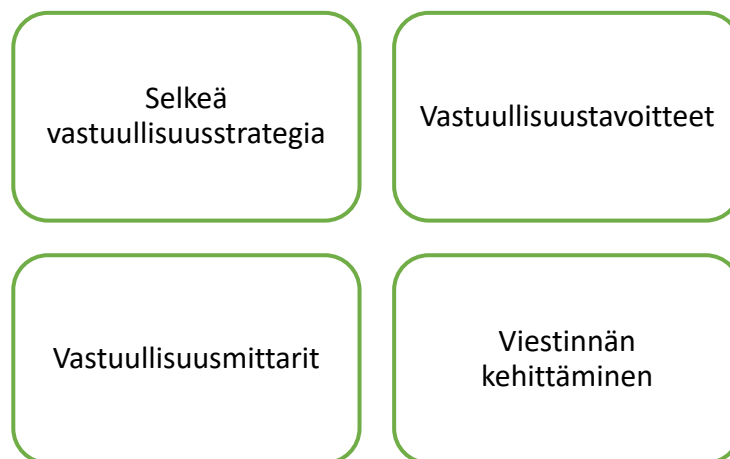 Selkeä
vastuullisuusstrategia
Vastuullisuustavoitteet
Vastuullisuusmittarit
Viestinnän
kehittäminen